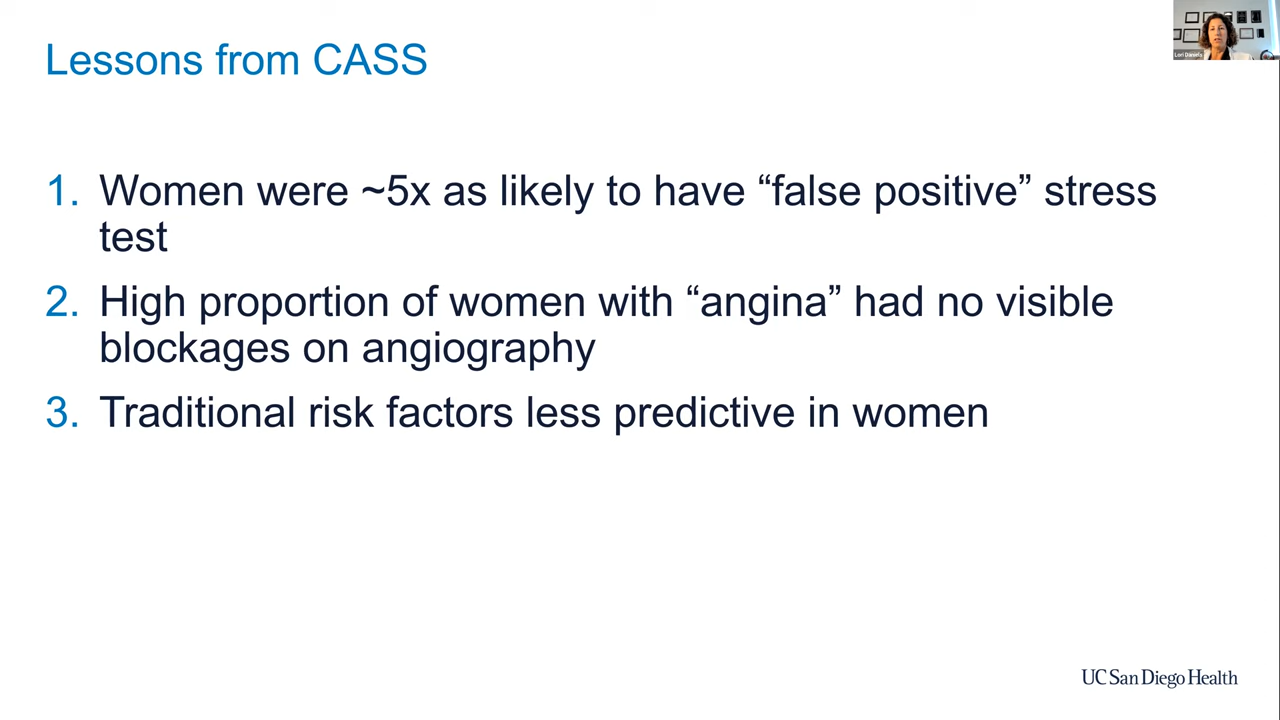 Lessons from CASS
Lori Daniels
1. Women were ~5x as likely to have “false positive” stress
test
2. High proportion of women with “angina” had no visible
blockages on angiography
3. Traditional risk factors less predictive in women
UC San Diego Health